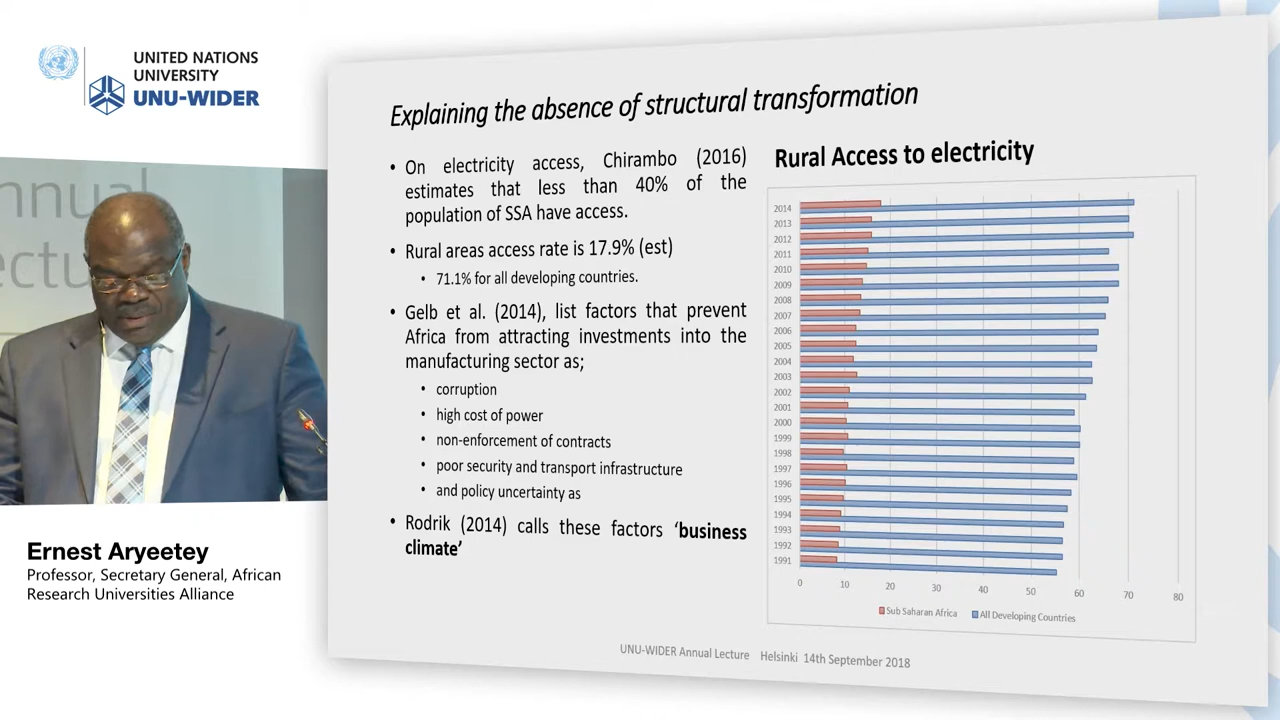 UNITED NATIONS
UNIVERSITY
UNU-WIDER
nnual
ectu
Ernest Aryeetey
Professor, Secretary General, African
Research Universities Alliance
Explaining the absence of structural transformation
• On electricity access, Chirambo (2016)
estimates that less than 40% of the
population of SSA have access.
• Rural areas access rate is 17.9% (est)
• 71.1% for all developing countries.
• Gelb et al. (2014), list factors that prevent
Africa from attracting investments into the
manufacturing sector as;
• corruption
• high cost of power
• non-enforcement of contracts
• poor security and transport infrastructure
• and policy uncertainty as
• Rodrik (2014) calls these factors ‘business
climate’
Rural Access to electricity
2014
2013
2012
2011
2010
2009
2008
2007
2006
2005
2004
2003
2002
2001
2000
1999
1998
1997
1996
1995
1994
1993
1992
1991
0 10 20 30 40 50 60 70 80
Sub Saharan Africa All Developing Countries
UNU-WIDER Annual Lecture Helsinki 14th September 2018